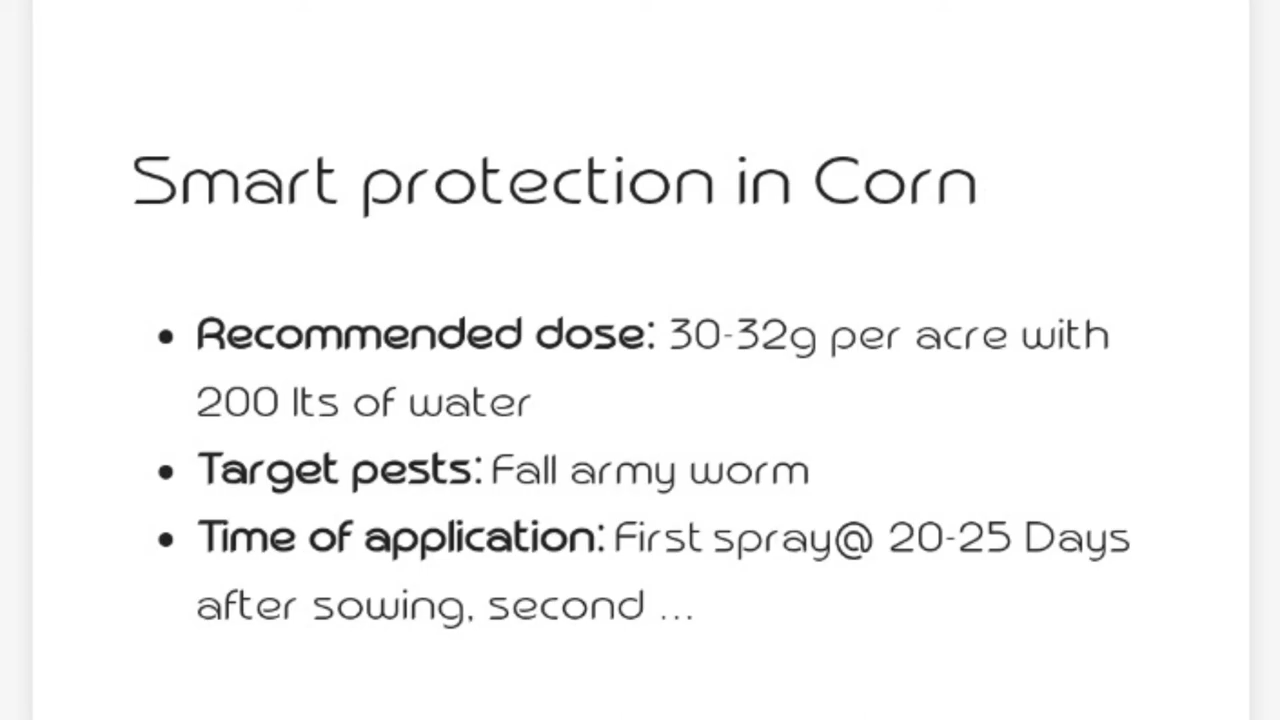 Smart protection in Corn
• Recommended dose: 30-32g per acre with
200 lts of water
• Target pests: Fall army worm
• Time of application: First spray@ 20-25 Days
after sowing, second ...